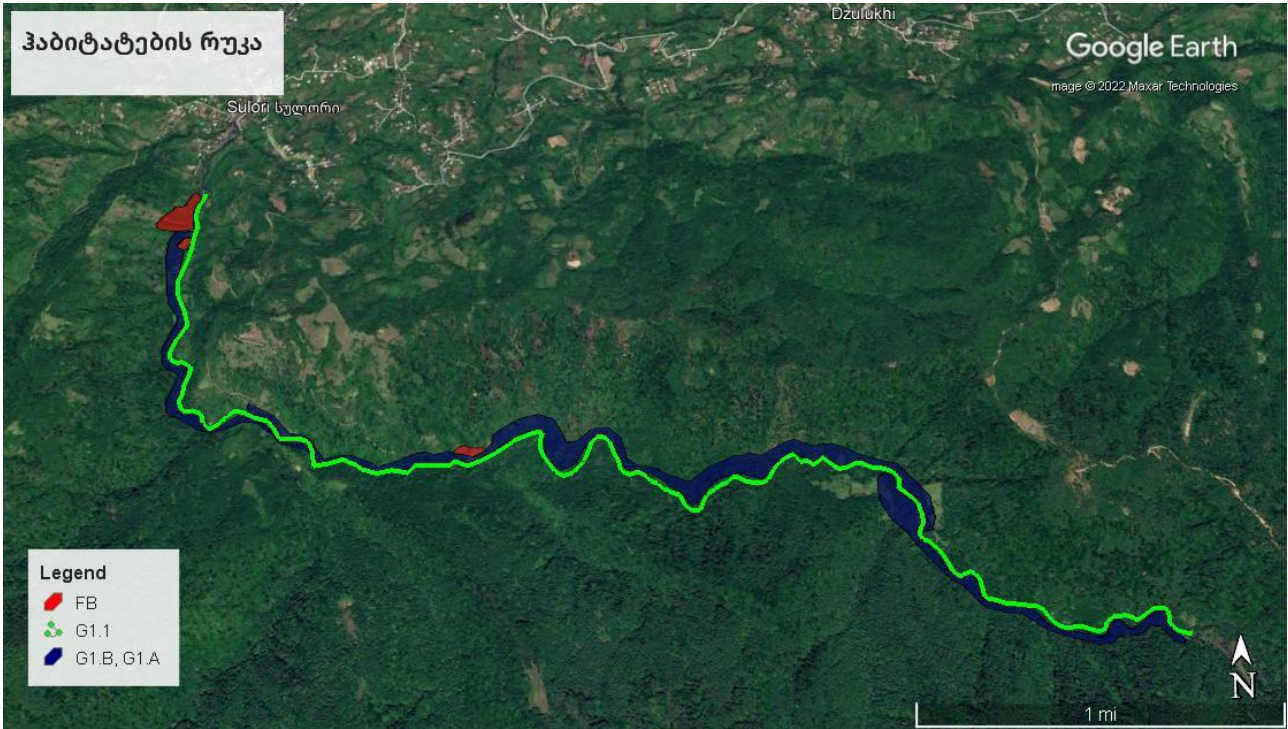 ჰაბიტატების რუკა
Dzulukhi
Google Earth
mage © 2022 Maxar Technologies
Sulori სულორი
Legend
FB
G1.1
G1.B, G1.A
N
1 mi